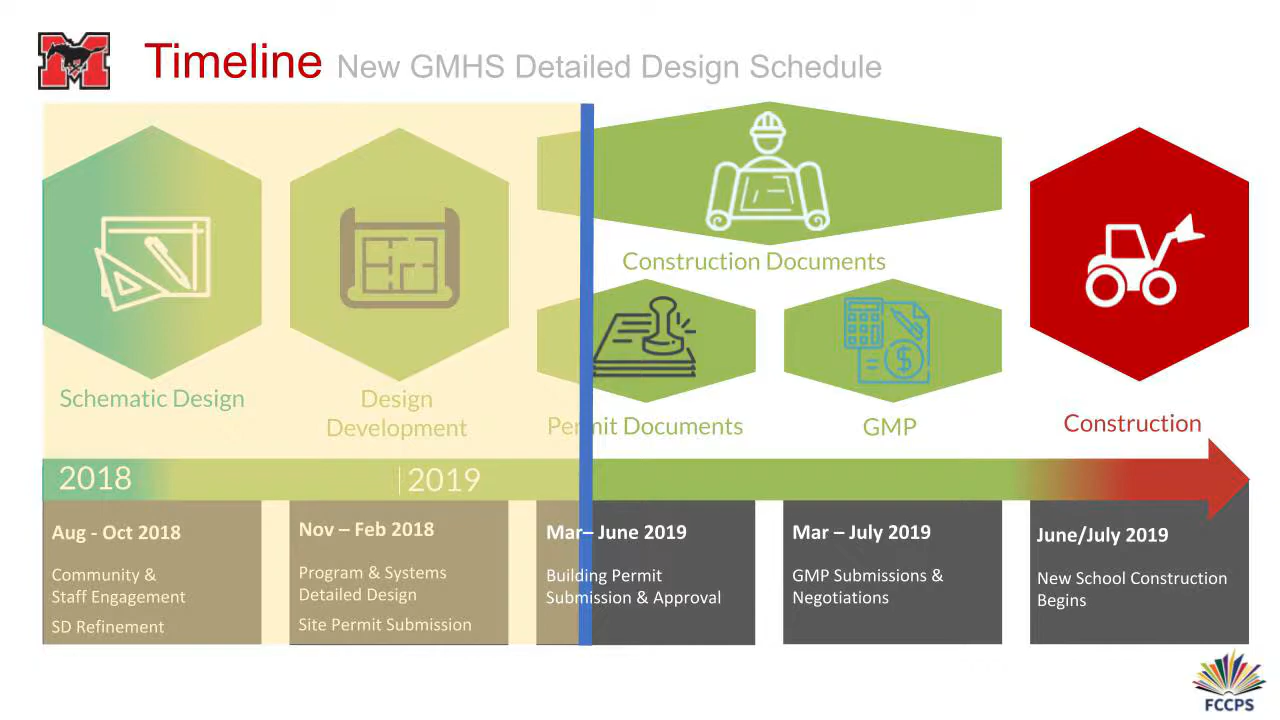 M
Timeline New GMHS Detailed Design Schedule
Construction Documents
Schematic Design
Design
Development
Permit Documents
GMP
Construction
2018
2019
Aug - Oct 2018
Community &
Staff Engagement
SD Refinement
Nov – Feb 2018
Program & Systems
Detailed Design
Site Permit Submission
Mar– June 2019
Building Permit
Submission & Approval
Mar – July 2019
GMP Submissions &
Negotiations
June/July 2019
New School Construction
Begins
$
FCCPS